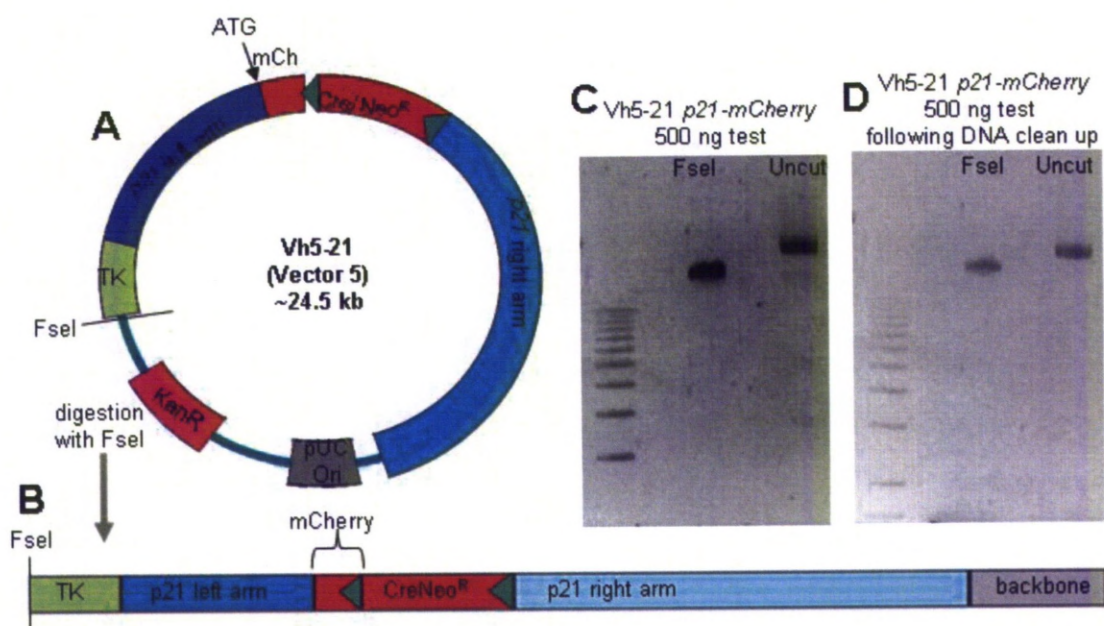 ATG
mCh
A
Cre/NeoR
p21 right arm
TK
Vh5-21
(Vector 5)
~24.5 kb
FseI
KanR
pUC
Ori
digestion
with FseI
C
Vh5-21 p21-mCherry
500 ng test
FseI Uncut
D
Vh5-21 p21-mCherry
500 ng test
following DNA clean up
FseI Uncut
B
FseI
mCherry
TK
p21 left arm
CreNeoR
p21 right arm
backbone